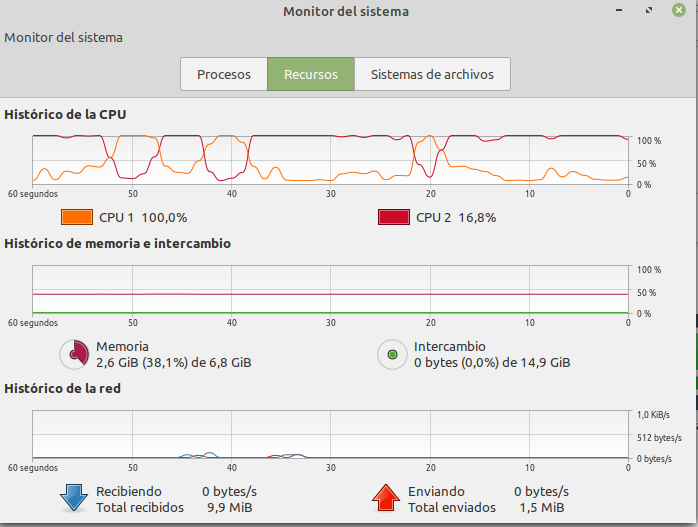 Monitor del sistema
Monitor del sistema
Procesos Recursos Sistemas de archivos
Histórico de la CPU
100 %
50 %
0 %
60 segundos 50 40 30 20 10 0
CPU 1 100,0% CPU 2 16,8%
Histórico de memoria e intercambio
100 %
50 %
0 %
60 segundos 50 40 30 20 10 0
Memoria Intercambio
2,6 GiB (38,1%) de 6,8 GiB 0 bytes (0,0%) de 14,9 GiB
Histórico de la red
1,0 KiB/s
512 bytes/s
0 bytes/s
60 segundos 50 40 30 20 10 0
Recibiendo 0 bytes/s Enviando 0 bytes/s
Total recibidos 9,9 MiB Total enviados 1,5 MiB